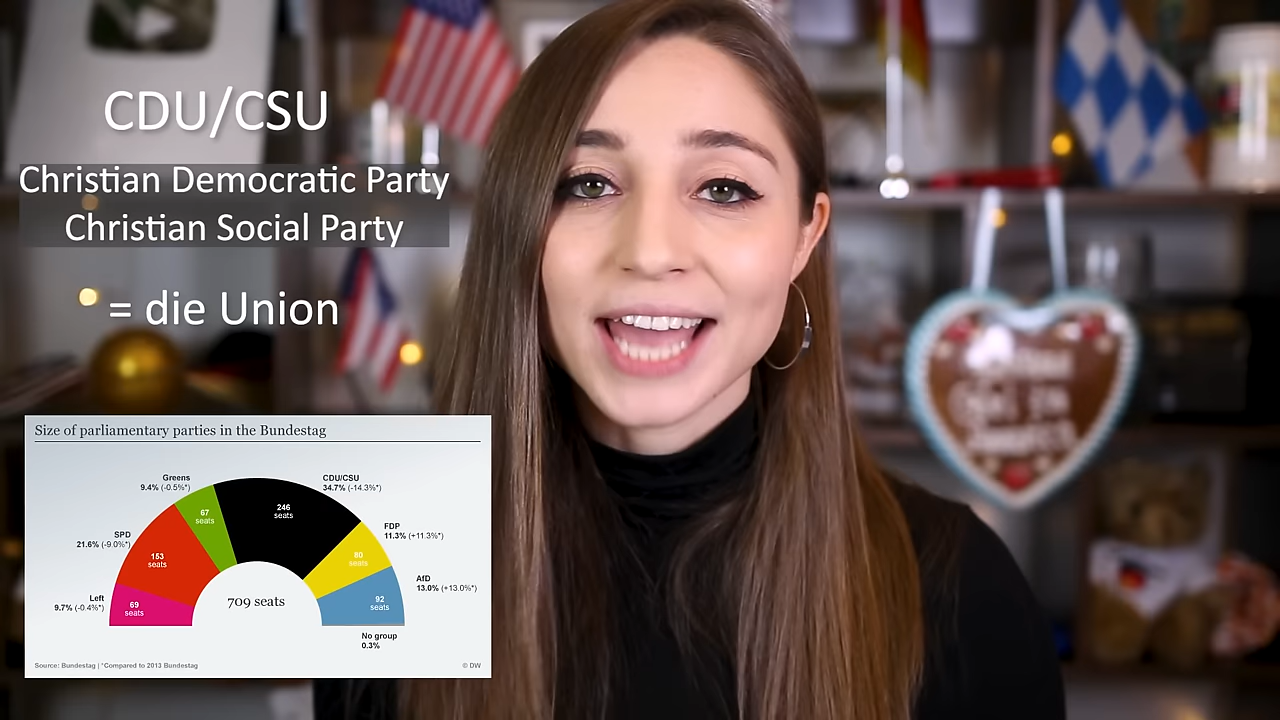 CDU/CSU
Christian Democratic Party
Christian Social Party
= die Union
Size of parliamentary parties in the Bundestag
Greens
9.4% (-0.5%*)
CDU/CSU
34.7% (-14.3%*)
67
seats
246
seats
SPD
21.6% (-9.0%*)
FDP
11.3% (+11.3%*)
153
seats
80
seats
AfD
13.0% (+13.0%*)
Left
9.7% (-0.4%*)
69
seats
709 seats
92
seats
No group
0.3%
Source: Bundestag | *Compared to 2013 Bundestag
© DW